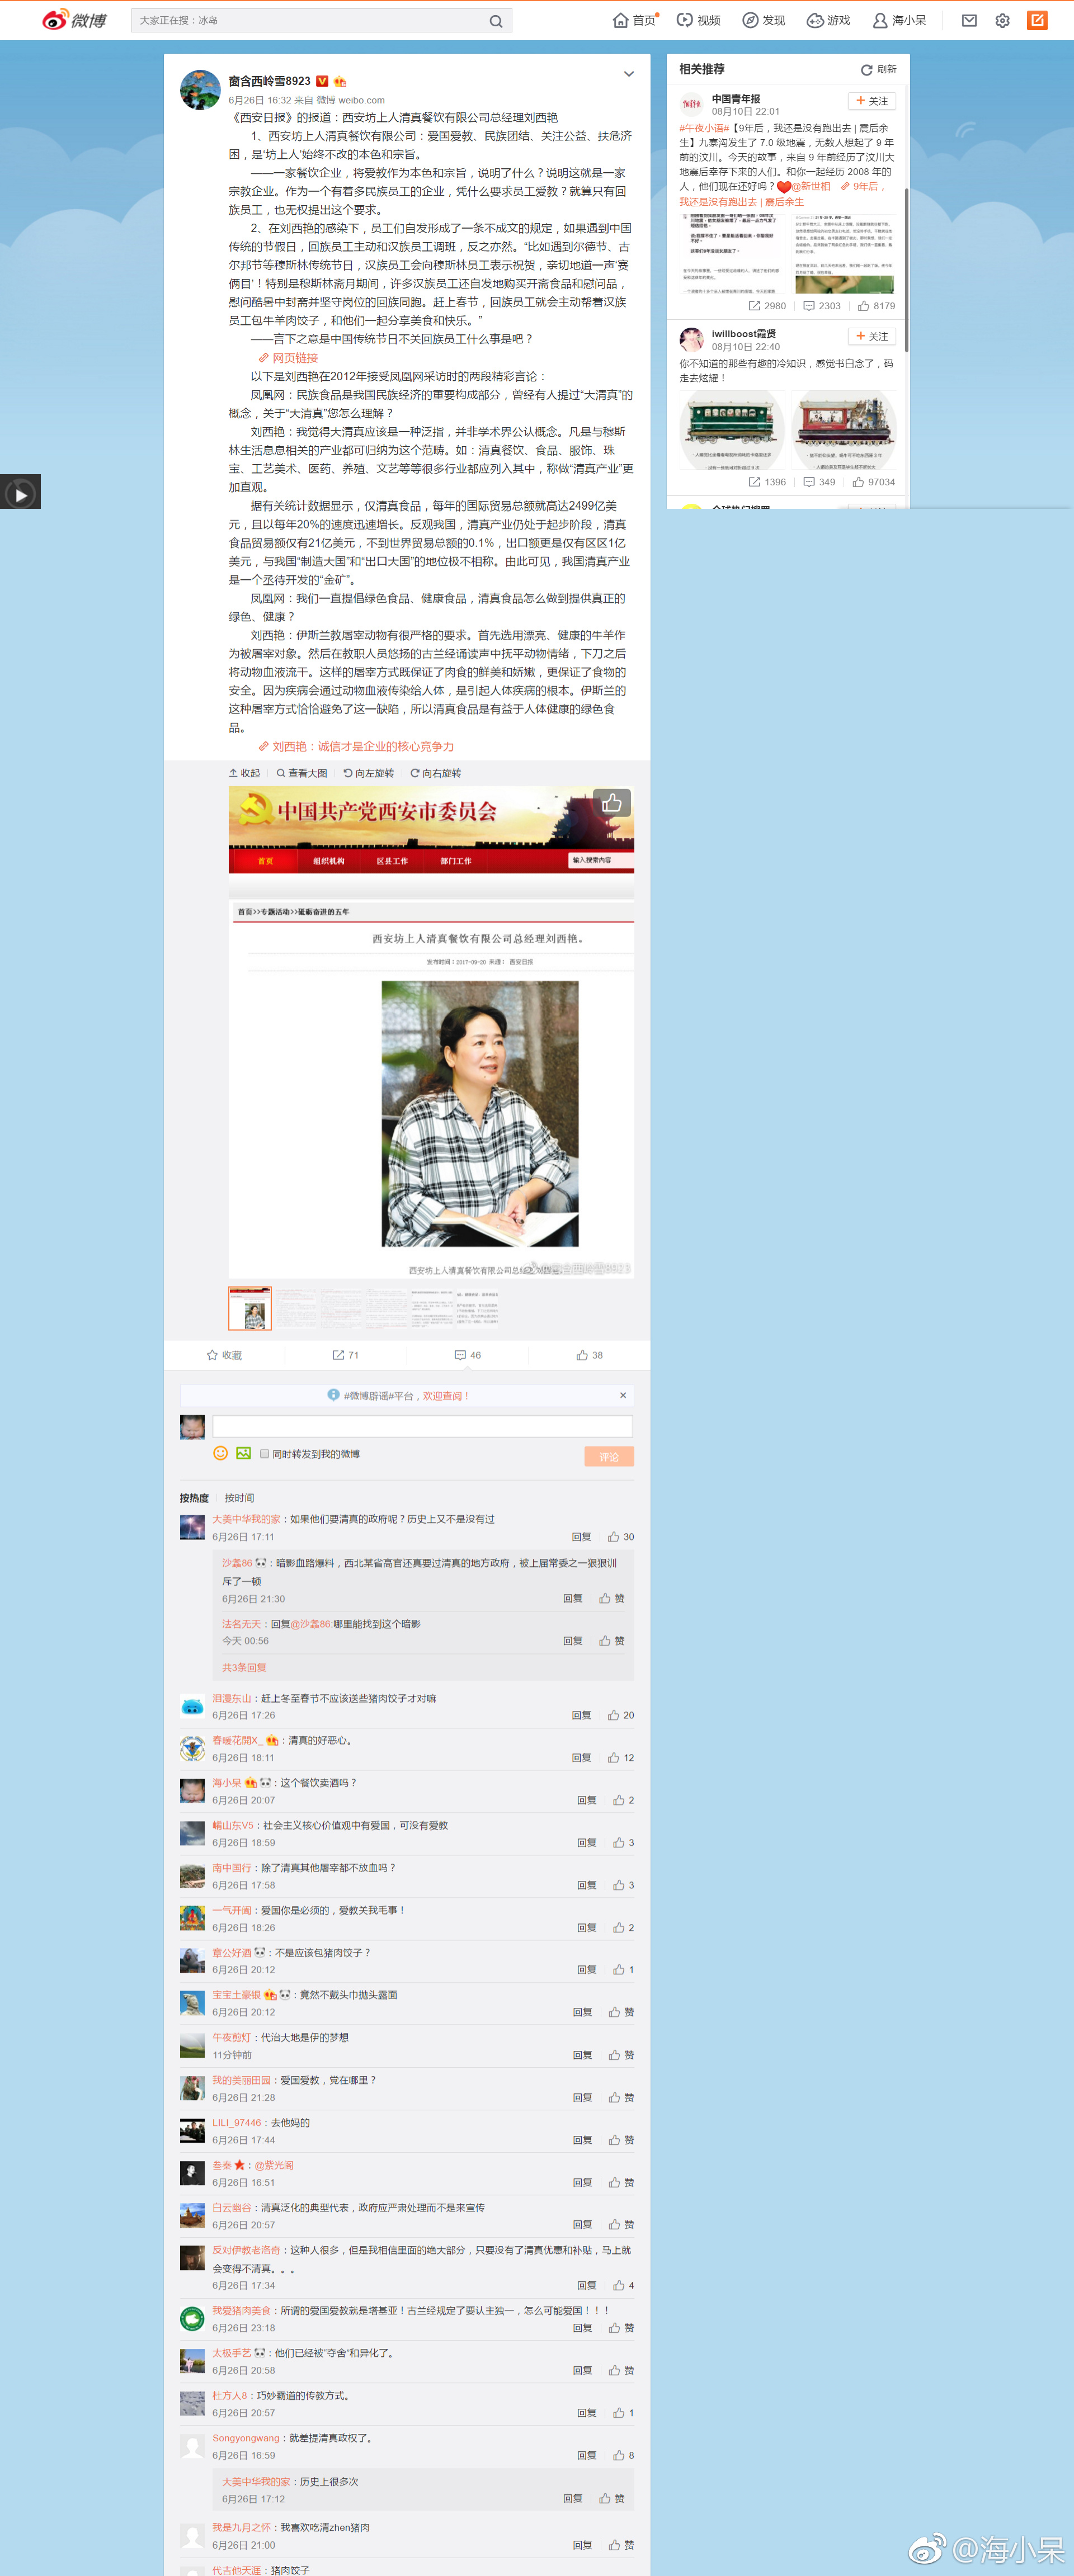 微博
大家正在搜：冰岛
首页
视频
发现
游戏
海小呆
窗含西岭雪8923
6月26日 16:32 来自 微博 weibo.com
《西安日报》的报道：西安坊上人清真餐饮有限公司总经理刘西艳
1、西安坊上人清真餐饮有限公司：爱国爱教、民族团结、关注公益、扶危济
困，是‘坊上人’始终不改的本色和宗旨。
——一家餐饮企业，将爱教作为本色和宗旨，说明了什么？说明这就是一家
宗教企业。作为一个有着多民族员工的企业，凭什么要求员工爱教？就算只有回
族员工，也无权提出这个要求。
2、在刘西艳的感染下，员工们自发形成了一条不成文的规定，如果遇到中国
传统的节假日，回族员工主动和汉族员工调班，反之亦然。“比如遇到尔德节、古
尔邦节等穆斯林传统节日，汉族员工会向穆斯林员工表示祝贺，亲切地道一声‘赛
俩目’！特别是穆斯林斋月期间，许多汉族员工还自发地购买开斋食品和慰问品，
慰问酷暑中封斋并坚守岗位的回族同胞。赶上春节，回族员工就会主动帮着汉族
员工包牛羊肉饺子，和他们一起分享美食和快乐。”
——言下之意是中国传统节日不关回族员工什么事是吧？
网页链接
以下是刘西艳在2012年接受凤凰网采访时的两段精彩言论：
凤凰网：民族食品是我国民族经济的重要构成部分，曾经有人提过“大清真”的
概念，关于“大清真”您怎么理解？
刘西艳：我觉得大清真应该是一种泛指，并非学术界公认概念。凡是与穆斯
林生活息息相关的产业都可归纳为这个范畴。如：清真餐饮、食品、服饰、珠
宝、工艺美术、医药、养殖、文艺等等很多行业都应列入其中，称做“清真产业”更
加直观。
据有关统计数据显示，仅清真食品，每年的国际贸易总额就高达2499亿美
元，且以每年20%的速度迅速增长。反观我国，清真产业仍处于起步阶段，清真
食品贸易额仅有21亿美元，不到世界贸易总额的0.1%，出口额更是仅有区区1亿
美元，与我国“制造大国”和“出口大国”的地位极不相称。由此可见，我国清真产业
是一个丞待开发的“金矿”。
凤凰网：我们一直提倡绿色食品、健康食品，清真食品怎么做到提供真正的
绿色、健康？
刘西艳：伊斯兰教屠宰动物有很严格的要求。首先选用漂亮、健康的牛羊作
为被屠宰对象。然后在教职人员悠扬的古兰经诵读声中抚平动物情绪，下刀之后
将动物血液流干。这样的屠宰方式既保证了肉食的鲜美和娇嫩，更保证了食物的
安全。因为疾病会通过动物血液传染给人体，是引起人体疾病的根本。伊斯兰的
这种屠宰方式恰恰避免了这一缺陷，所以清真食品是有益于人体健康的绿色食
品。
刘西艳：诚信才是企业的核心竞争力
收起
查看大图
向左旋转
向右旋转
中国共产党西安市委员会
首页
组织机构
区县工作
部门工作
输入搜索内容
首页>>专题活动>>砥砺奋进的五年
西安坊上人清真餐饮有限公司总经理刘西艳。
发布时间：2017-09-20 来源： 西安日报
西安坊上人清真餐饮有限公司总经理刘西艳。
收藏
71
46
38
#微博辟谣#平台，欢迎查阅！
同时转发到我的微博
评论
按热度
按时间
大美中华我的家：如果他们要清真的政府呢？历史上又不是没有过
6月26日 17:11 回复 30
沙蠡86：暗影血路爆料，西北某省高官还真要过清真的地方政府，被上届常委之一狠狠训
斥了一顿
6月26日 21:30 回复 赞
法名无天：回复@沙蠡86:哪里能找到这个暗影
今天 00:56 回复 赞
共3条回复
泪漫东山：赶上冬至春节不应该送些猪肉饺子才对嘛
6月26日 17:26 回复 20
春暖花開X_：清真的好恶心。
6月26日 18:11 回复 12
海小呆：这个餐饮卖酒吗？
6月26日 20:07 回复 2
崤山东V5：社会主义核心价值观中有爱国，可没有爱教
6月26日 18:59 回复 3
南中国行：除了清真其他屠宰都不放血吗？
6月26日 17:58 回复 3
一气开阖：爱国你是必须的，爱教关我毛事！
6月26日 18:26 回复 2
章公好酒：不是应该包猪肉饺子？
6月26日 20:12 回复 1
宝宝土豪银：竟然不戴头巾抛头露面
6月26日 20:12 回复 赞
午夜剪灯：代治大地是伊的梦想
11分钟前 回复 赞
我的美丽田园：爱国爱教，党在哪里？
6月26日 21:28 回复 赞
LILI_97446：去他妈的
6月26日 17:44 回复 赞
叁秦：@紫光阁
6月26日 16:51 回复 赞
白云幽谷：清真泛化的典型代表，政府应严肃处理而不是来宣传
6月26日 20:57 回复 赞
反对伊教老洛奇：这种人很多，但是我相信里面的绝大部分，只要没有了清真优惠和补贴，马上就
会变得不清真。。。
6月26日 17:34 回复 4
我爱猪肉美食：所谓的爱国爱教就是塔基亚！古兰经规定了要认主独一，怎么可能爱国！！！
6月26日 23:18 回复 赞
太极手艺：他们已经被“夺舍”和异化了。
6月26日 20:58 回复 赞
杜方人8：巧妙霸道的传教方式。
6月26日 20:57 回复 1
Songyongwang：就差提清真政权了。
6月26日 16:59 回复 8
大美中华我的家：历史上很多次
6月26日 17:12 回复 赞
我是九月之怀：我喜欢吃清zhen猪肉
6月26日 21:00 回复 赞
代吉他天涯：猪肉饺子
相关推荐
刷新
中国青年报
08月10日 22:01
关注
#午夜小语#【9年后，我还是没有跑出去 | 震后余
生】九寨沟发生了 7.0 级地震，无数人想起了 9 年
前的汶川。今天的故事，来自 9 年前经历了汶川大
地震后幸存下来的人们。和你一起经历 2008 年的
人，他们现在还好吗？@新世相 9年后，
我还是没有跑出去 | 震后余生
2980
2303
8179
iwillboost霞贤
08月10日 22:40
关注
你不知道的那些有趣的冷知识，感觉书白念了，码
走去炫耀！
1396
349
97034
@海小呆